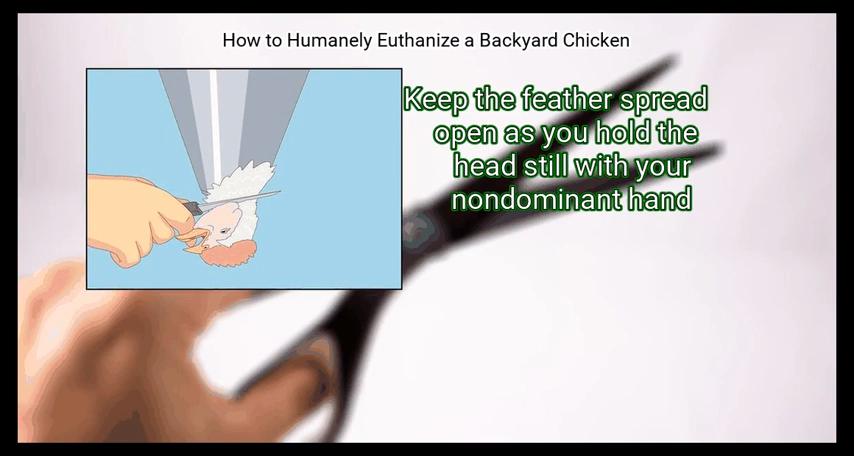 How to Humanely Euthanize a Backyard Chicken
Keep the feather spread
open as you hold the
head still with your
nondominant hand